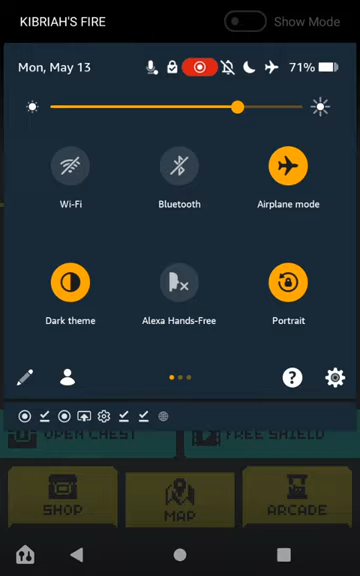 KIBRIAH'S FIRE
Show Mode
Mon, May 13
71%
Wi-Fi
Bluetooth
Airplane mode
Dark theme
Alexa Hands-Free
Portrait
OPEN CHEST
FREE SHIELD
SHOP
MAP
ARCADE